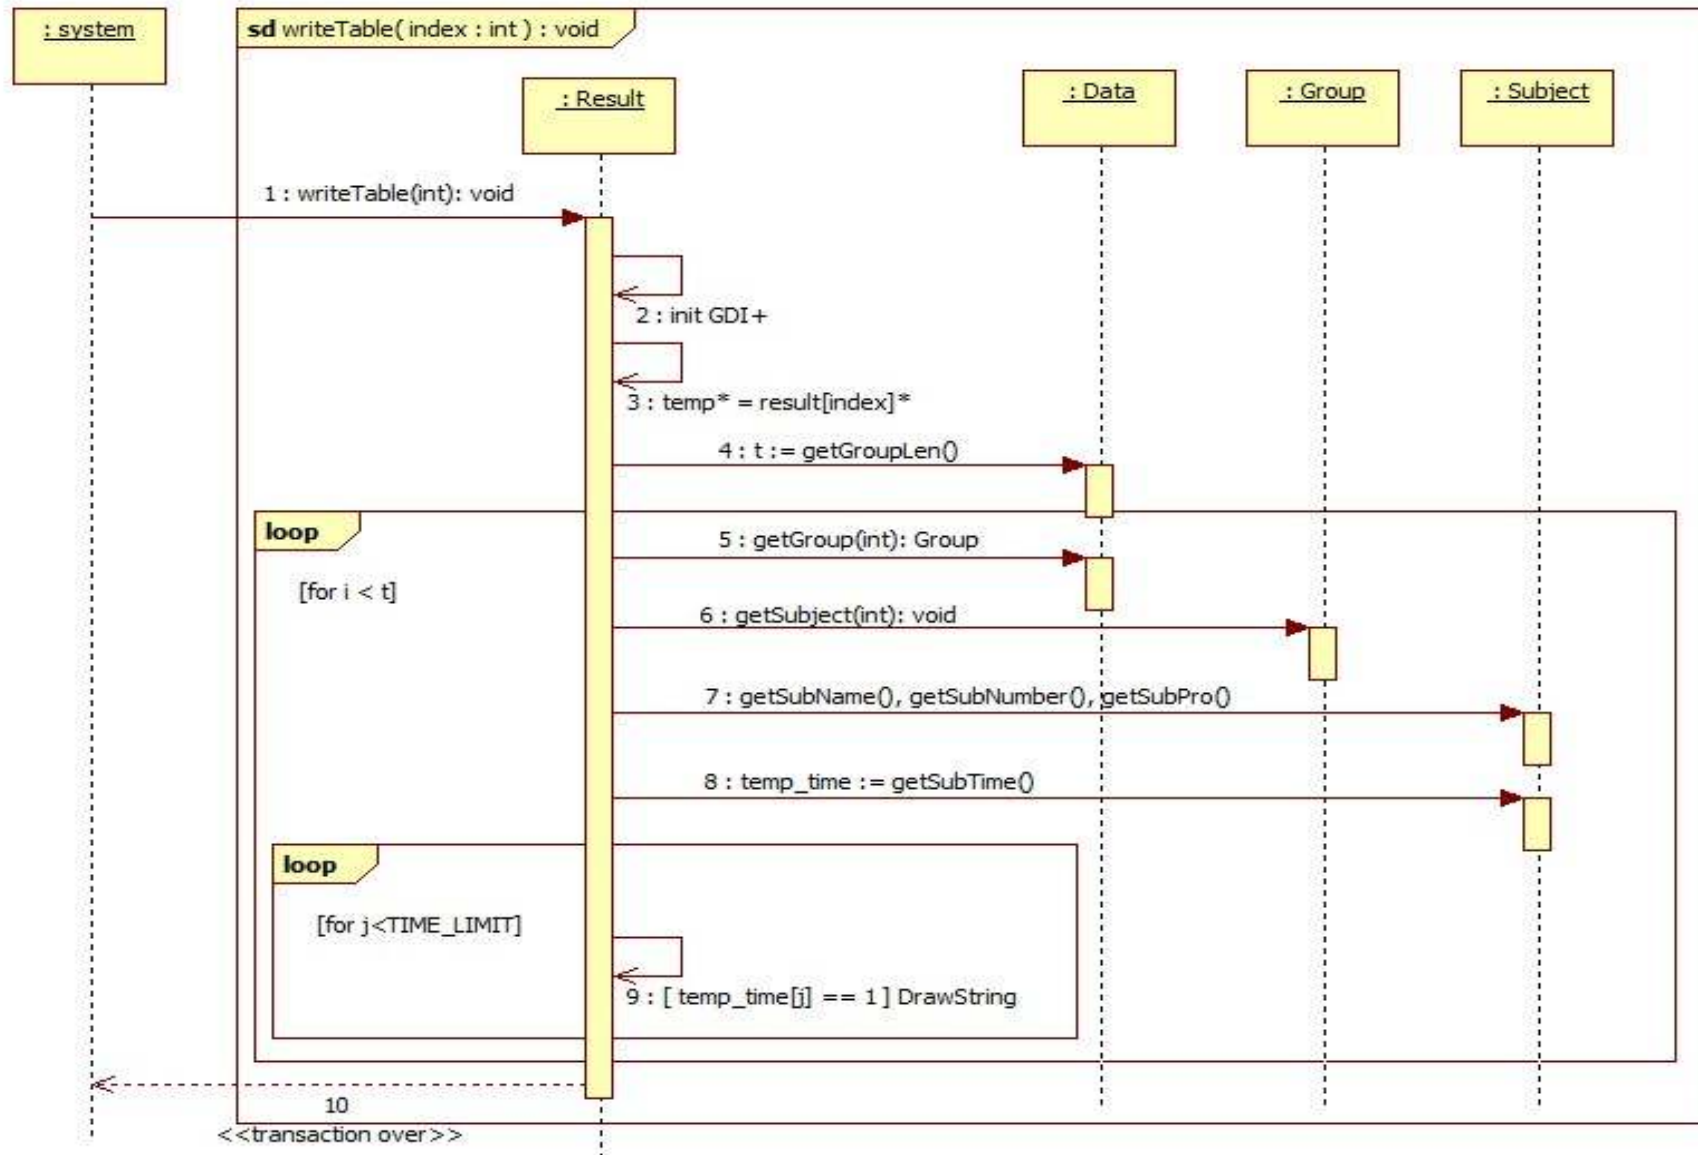 : system
sd writeTable( index : int ) : void
: Result
: Data
: Group
: Subject
1 : writeTable(int): void
2 : init GDI+
3 : temp* = result[index]*
4 : t := getGroupLen()
loop
[for i < t]
5 : getGroup(int): Group
6 : getSubject(int): void
7 : getSubName(), getSubNumber(), getSubPro()
8 : temp_time := getSubTime()
loop
[for j<TIME_LIMIT]
9 : [ temp_time[j] == 1 ] DrawString
10
<<transaction over>>